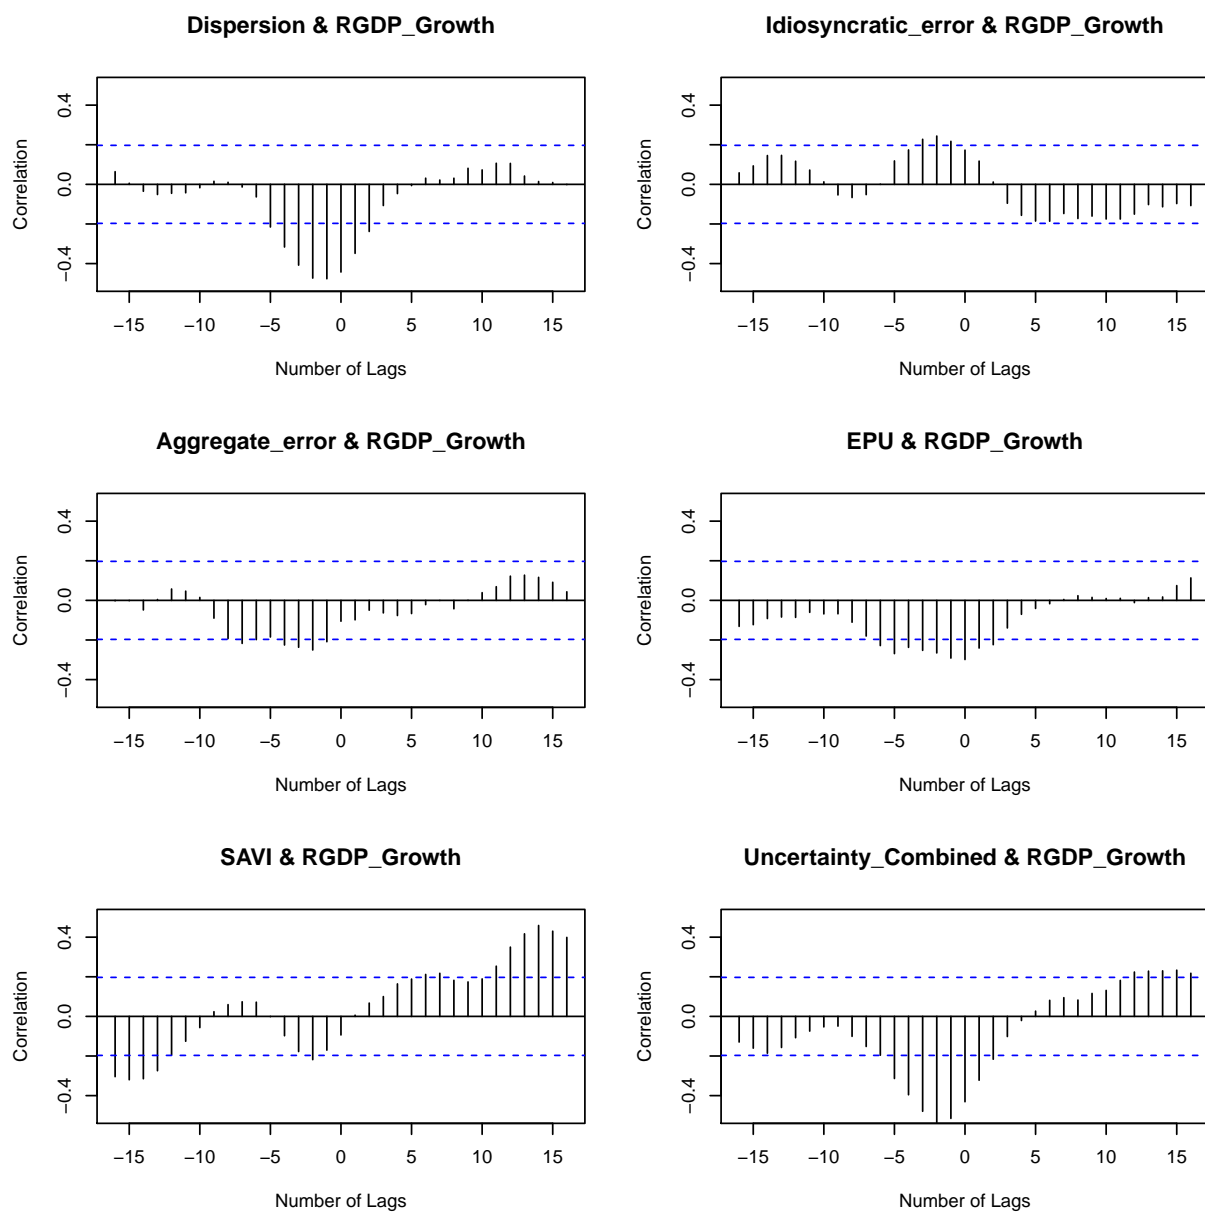 Dispersion & RGDP_Growth
Correlation
0.4
0.0
−0.4
−15 −10 −5 0 5 10 15
Number of Lags
Idiosyncratic_error & RGDP_Growth
Correlation
0.4
0.0
−0.4
−15 −10 −5 0 5 10 15
Number of Lags
Aggregate_error & RGDP_Growth
Correlation
0.4
0.0
−0.4
−15 −10 −5 0 5 10 15
Number of Lags
EPU & RGDP_Growth
Correlation
0.4
0.0
−0.4
−15 −10 −5 0 5 10 15
Number of Lags
SAVI & RGDP_Growth
Correlation
0.4
0.0
−0.4
−15 −10 −5 0 5 10 15
Number of Lags
Uncertainty_Combined & RGDP_Growth
Correlation
0.4
0.0
−0.4
−15 −10 −5 0 5 10 15
Number of Lags